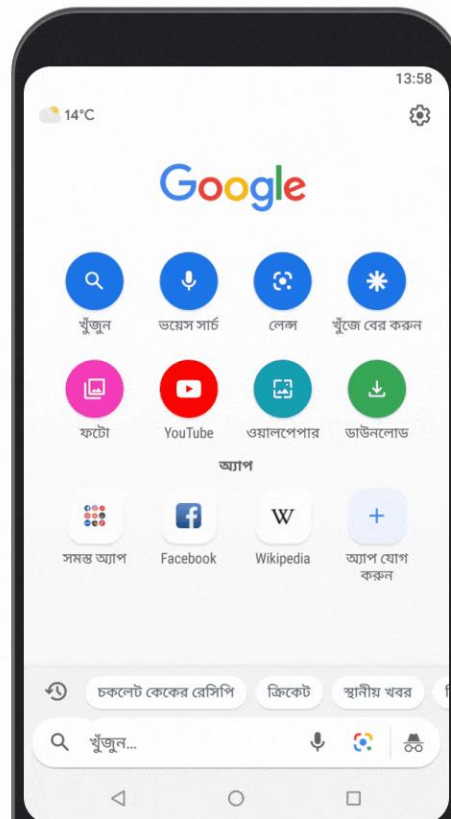 13:58
14°C
Google
খুঁজুন ভয়েস সার্চ লেন্স খুঁজে বের করুন
ফটো YouTube ওয়ালপেপার ডাউনলোড
অ্যাপ
W
সমস্ত অ্যাপ Facebook Wikipedia অ্যাপ যোগ
করুন
চকলেট কেকের রেসিপি ক্রিকেট স্থানীয় খবর
খুঁজুন...